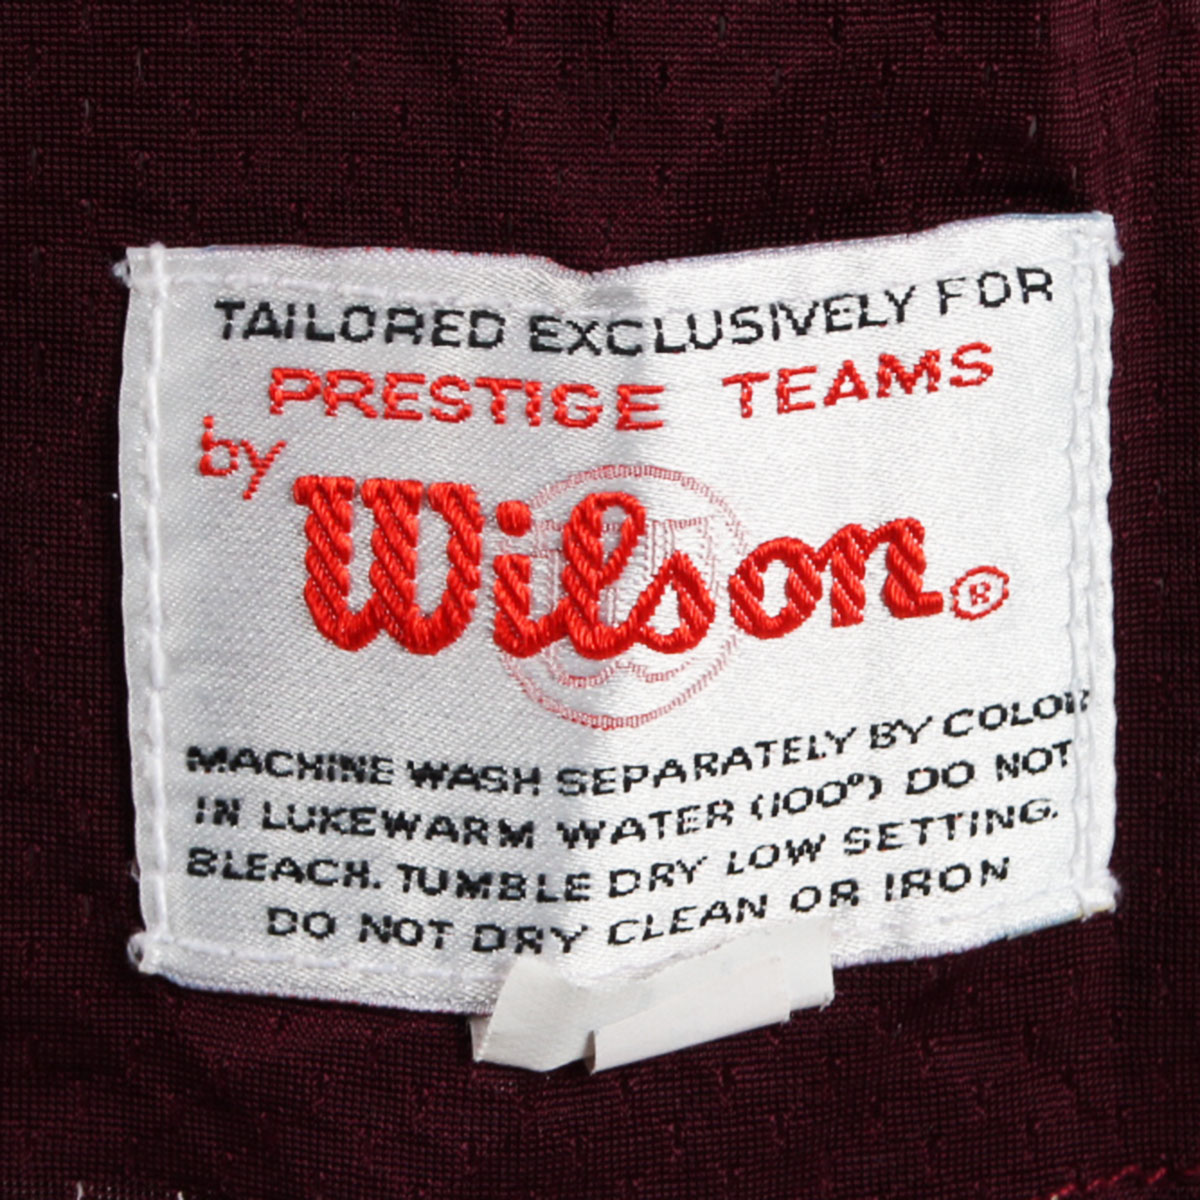 TAILORED EXCLUSIVELY FOR
PRESTIGE TEAMS
by
Wilson®
MACHINE WASH SEPARATELY BY COLOR
IN LUKEWARM WATER (100°) DO NOT
BLEACH. TUMBLE DRY LOW SETTING.
DO NOT DRY CLEAN OR IRON